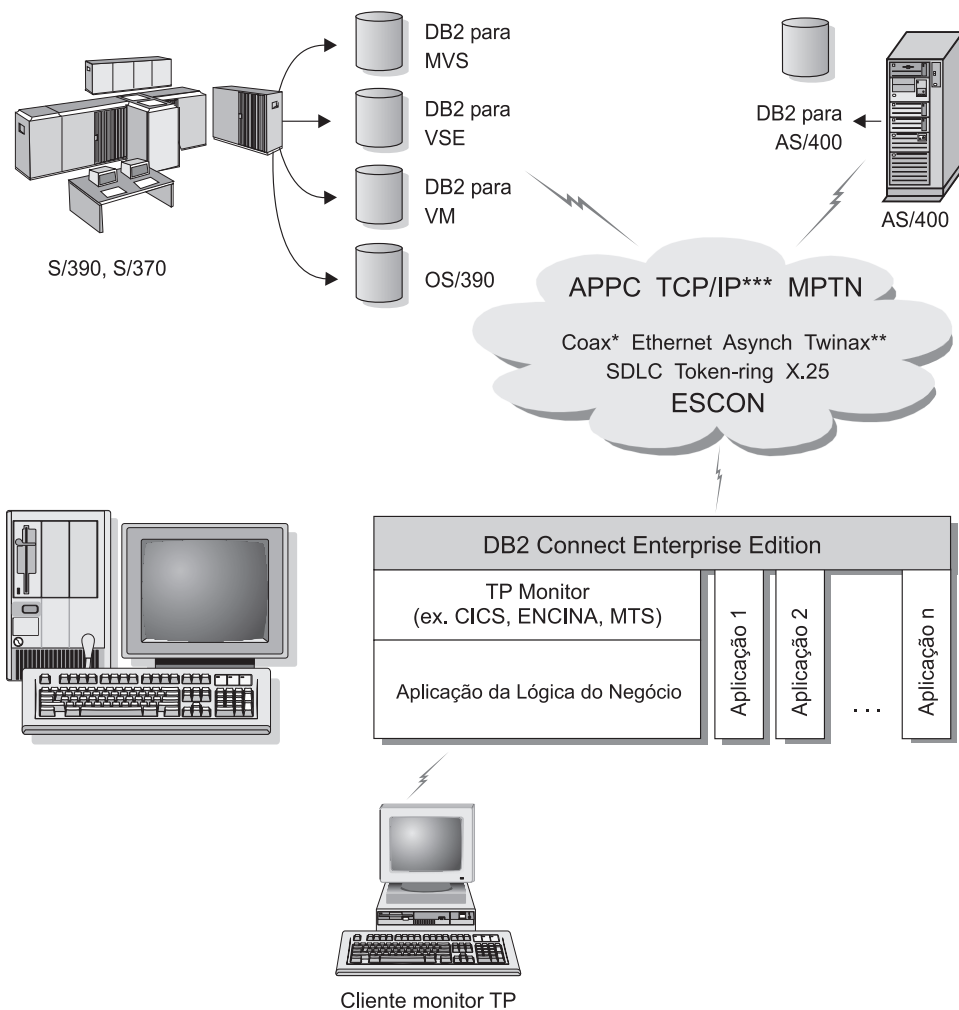 DB2 para
MVS
DB2 para
VSE
DB2 para
VM
OS/390
S/390, S/370
DB2 para
AS/400
AS/400
APPC TCP/IP*** MPTN
Coax* Ethernet Asynch Twinax**
SDLC Token-ring X.25
ESCON
DB2 Connect Enterprise Edition
TP Monitor
(ex. CICS, ENCINA, MTS)
Aplicação da Lógica do Negócio
Aplicação 1
Aplicação 2
. . .
Aplicação n
Cliente monitor TP